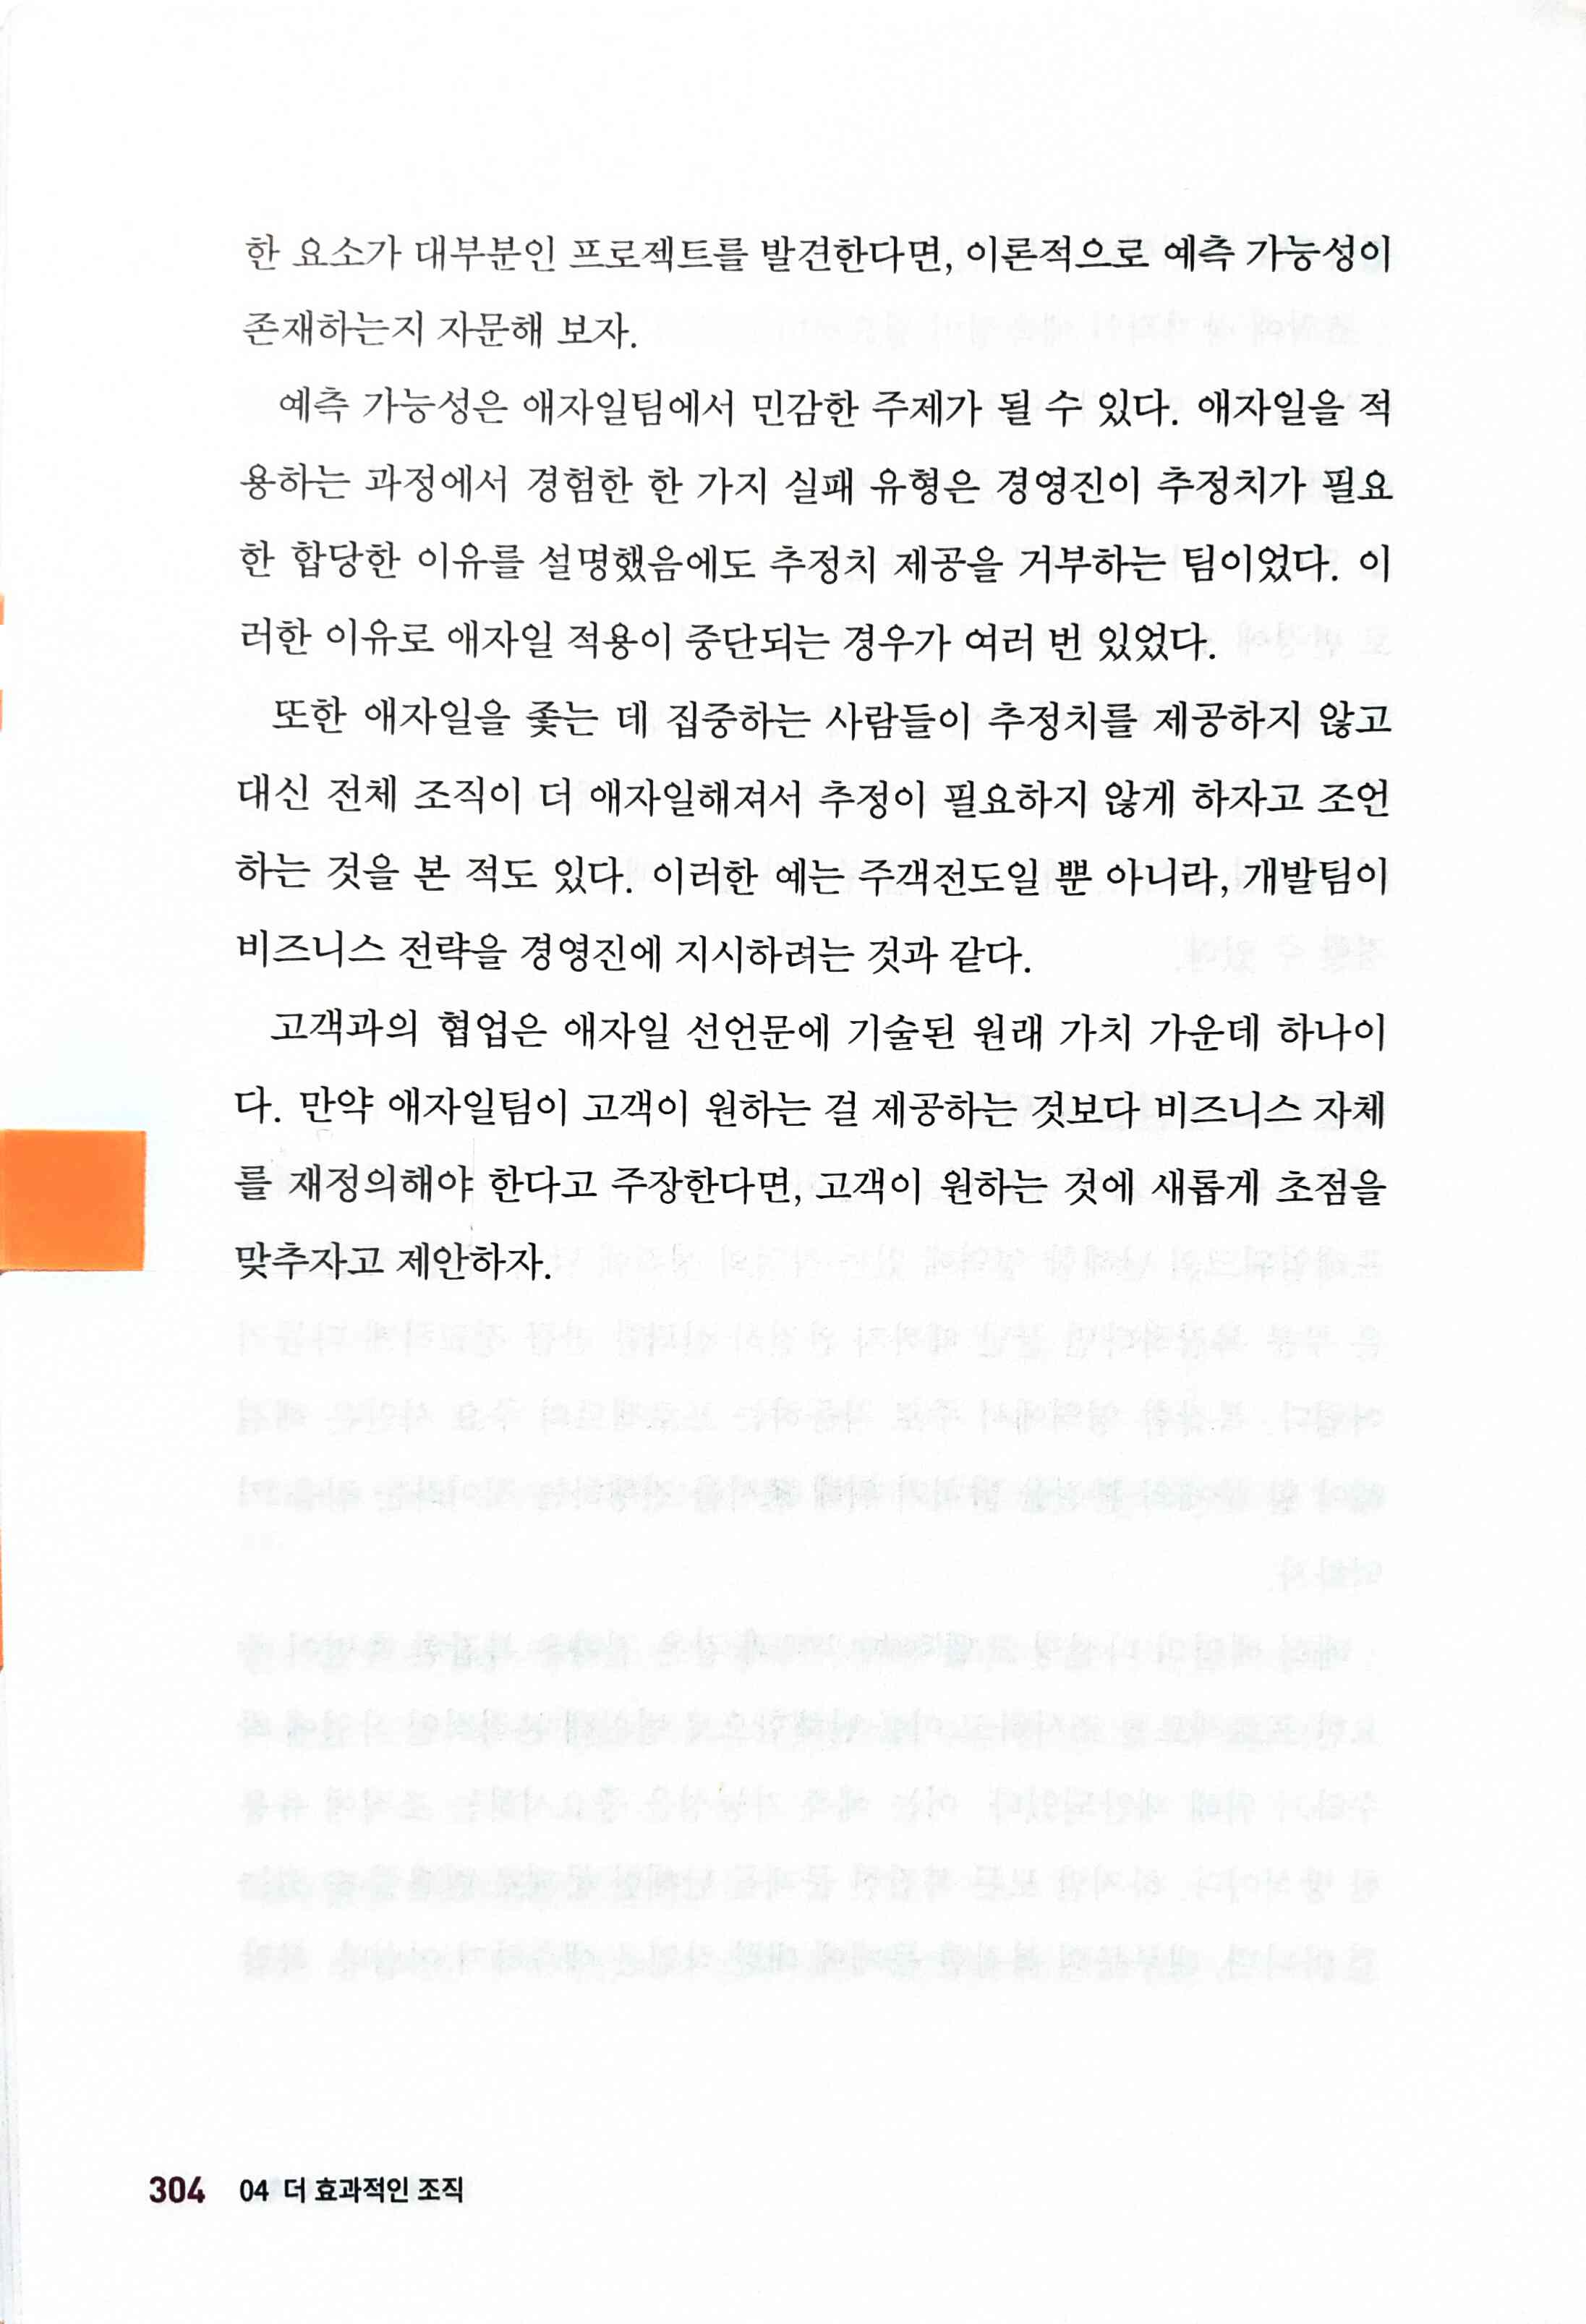 한 요소가 대부분인 프로젝트를 발견한다면, 이론적으로 예측 가능성이
존재하는지 자문해 보자.
예측 가능성은 애자일팀에서 민감한 주제가 될 수 있다. 애자일을 적
용하는 과정에서 경험한 한 가지 실패 유형은 경영진이 추정치가 필요
한 합당한 이유를 설명했음에도 추정치 제공을 거부하는 팀이었다. 이
러한 이유로 애자일 적용이 중단되는 경우가 여러 번 있었다.
또한 애자일을 좇는 데 집중하는 사람들이 추정치를 제공하지 않고
대신 전체 조직이 더 애자일해져서 추정이 필요하지 않게 하자고 조언
하는 것을 본 적도 있다. 이러한 예는 주객전도일 뿐 아니라, 개발팀이
비즈니스 전략을 경영진에 지시하려는 것과 같다.
고객과의 협업은 애자일 선언문에 기술된 원래 가치 가운데 하나이
다. 만약 애자일팀이 고객이 원하는 걸 제공하는 것보다 비즈니스 자체
를 재정의해야 한다고 주장한다면, 고객이 원하는 것에 새롭게 초점을
맞추자고 제안하자.
304 04 더 효과적인 조직